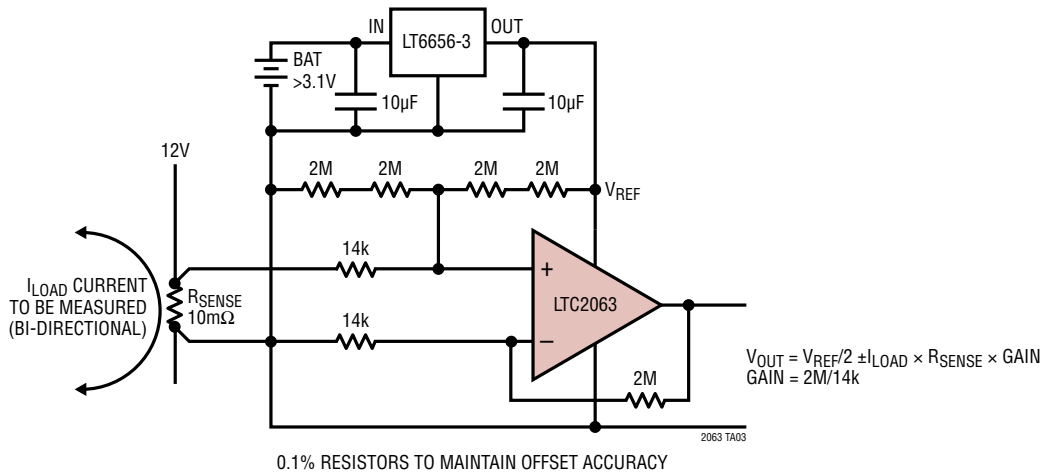 IN
LT6656-3
OUT
BAT
>3.1V
10µF
10µF
12V
2M
2M
2M
2M
VREF
14k
ILOAD CURRENT
TO BE MEASURED
(BI-DIRECTIONAL)
RSENSE
10mΩ
+
LTC2063
14k
–
2M
VOUT = VREF/2 ±ILOAD × RSENSE × GAIN
GAIN = 2M/14k
2063 TA03
0.1% RESISTORS TO MAINTAIN OFFSET ACCURACY